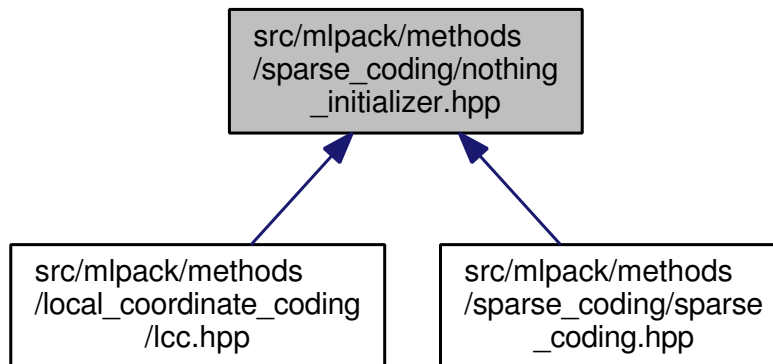 src/mlpack/methods
/sparse_coding/nothing
_initializer.hpp
src/mlpack/methods
/local_coordinate_coding
/lcc.hpp
src/mlpack/methods
/sparse_coding/sparse
_coding.hpp